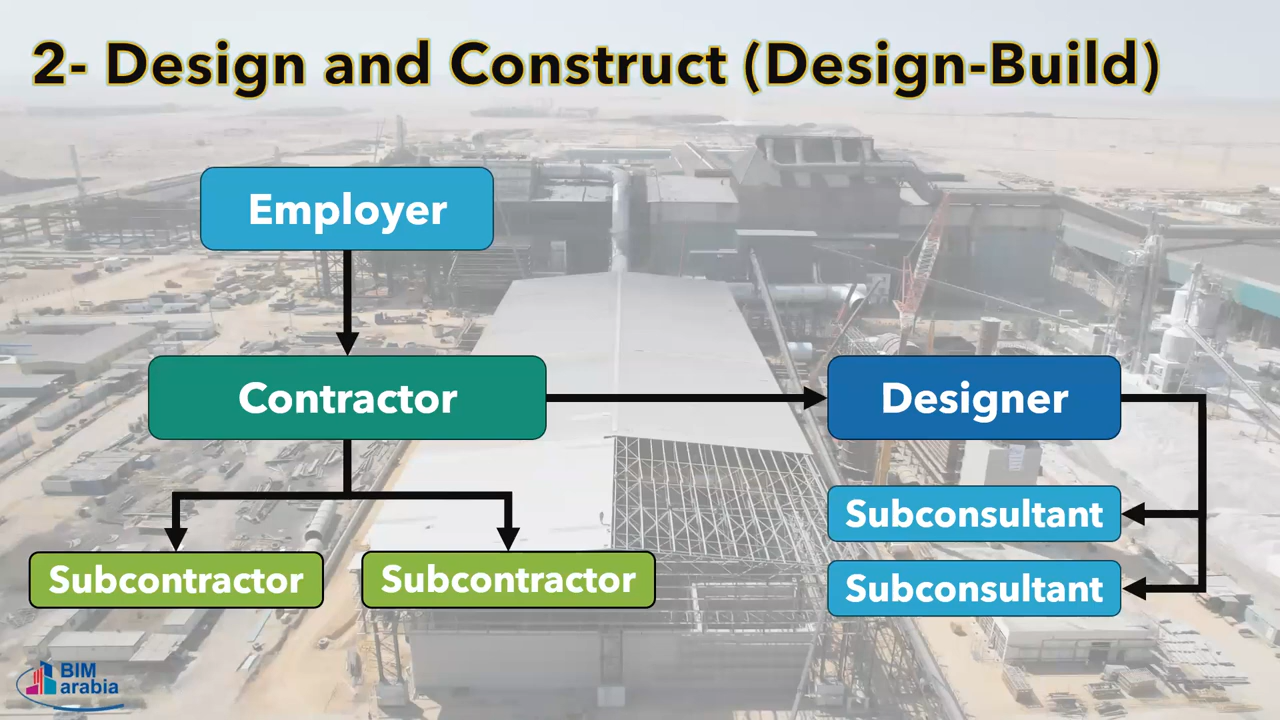 2- Design and Construct (Design-Build)
Employer
Contractor
Designer
Subconsultant
Subconsultant
Subcontractor
Subcontractor
BIM
arabia